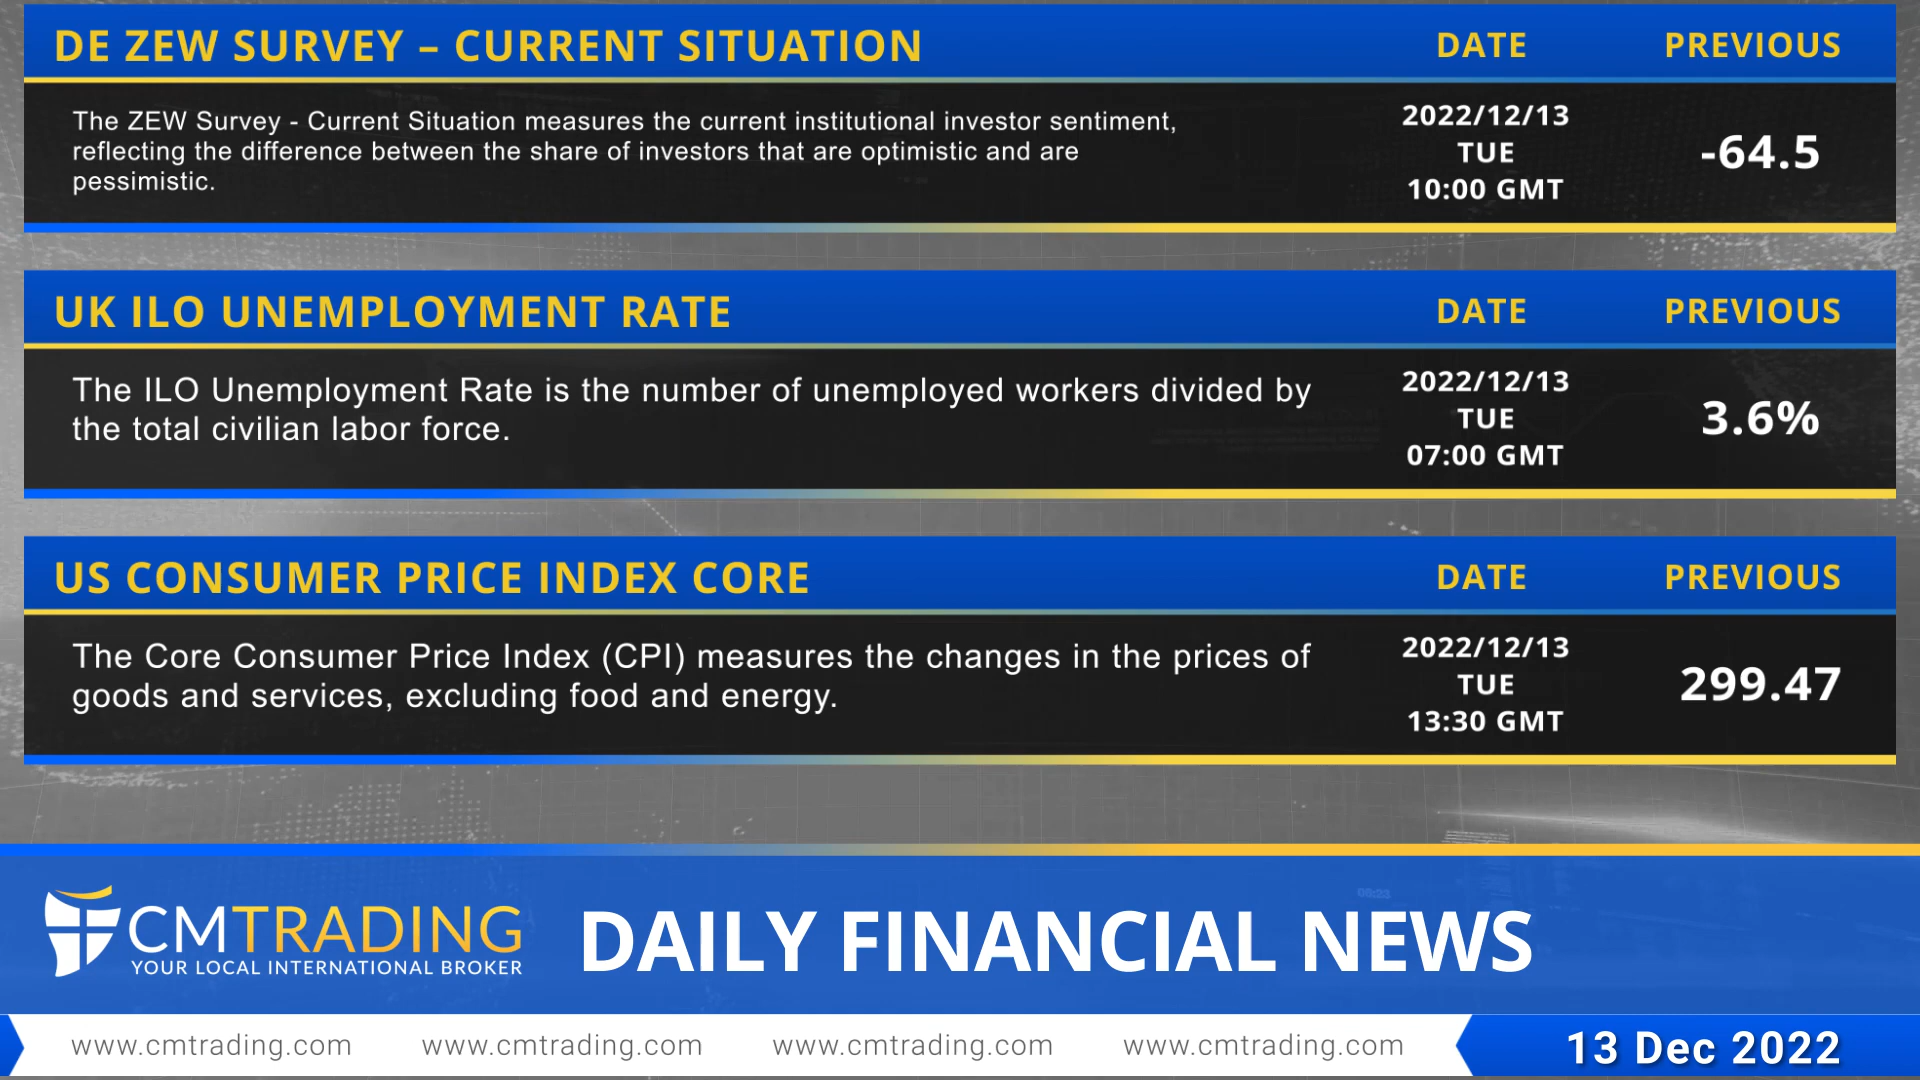 DE ZEW SURVEY – CURRENT SITUATION
DATE
PREVIOUS
The ZEW Survey - Current Situation measures the current institutional investor sentiment,
reflecting the difference between the share of investors that are optimistic and are
pessimistic.
2022/12/13
TUE
10:00 GMT
-64.5
UK ILO UNEMPLOYMENT RATE
DATE
PREVIOUS
The ILO Unemployment Rate is the number of unemployed workers divided by
the total civilian labor force.
2022/12/13
TUE
07:00 GMT
3.6%
US CONSUMER PRICE INDEX CORE
DATE
PREVIOUS
The Core Consumer Price Index (CPI) measures the changes in the prices of
goods and services, excluding food and energy.
2022/12/13
TUE
13:30 GMT
299.47
CMTRADING
YOUR LOCAL INTERNATIONAL BROKER
DAILY FINANCIAL NEWS
www.cmtrading.com www.cmtrading.com www.cmtrading.com www.cmtrading.com
13 Dec 2022